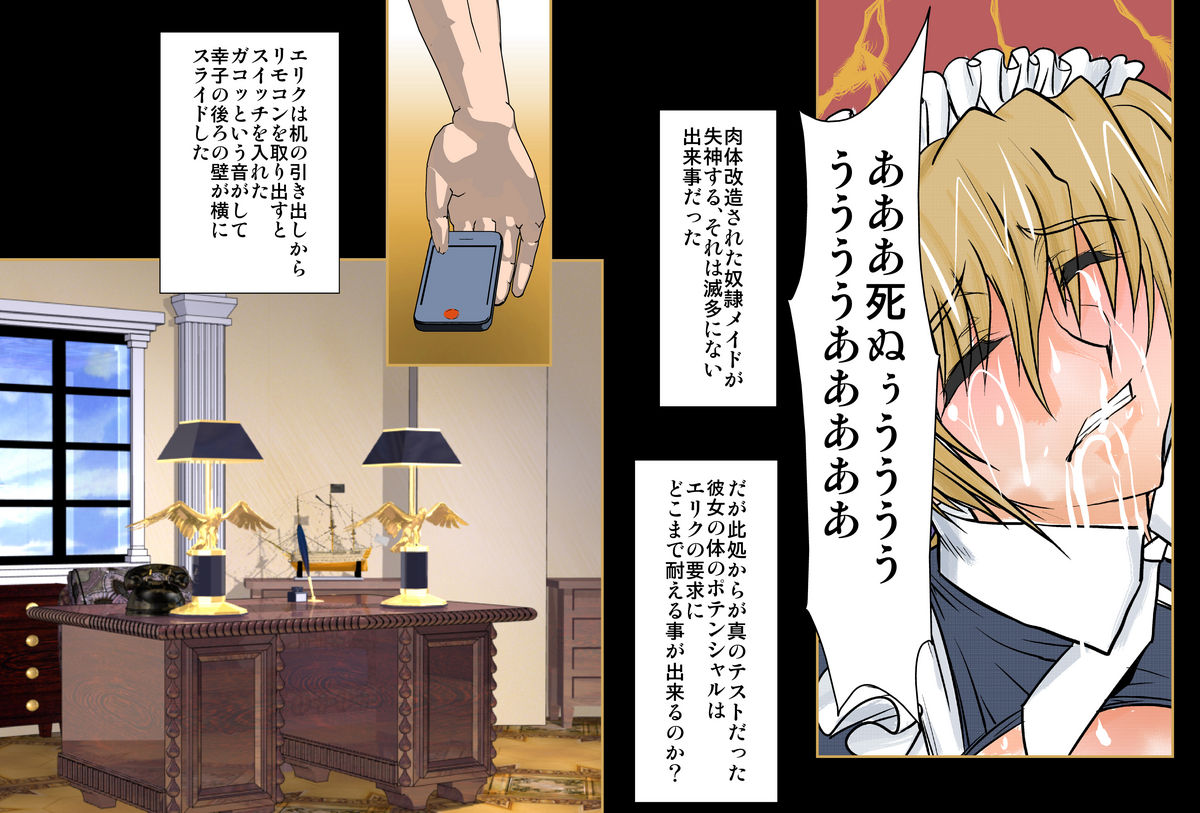 あああ死ぬぅうううう
うううううあああああ
肉体改造された奴隷メイドが
失神する、それは滅多にない
出来事だった
だが此処からが真のテストだった
彼女の体のポテンシャルは
エリクの要求に
どこまで耐える事が出来るのか？
エリクは机の引き出しから
リモコンを取り出すと
スイッチを入れた
ガコッという音がして
幸子の後ろの壁が横に
スライドした